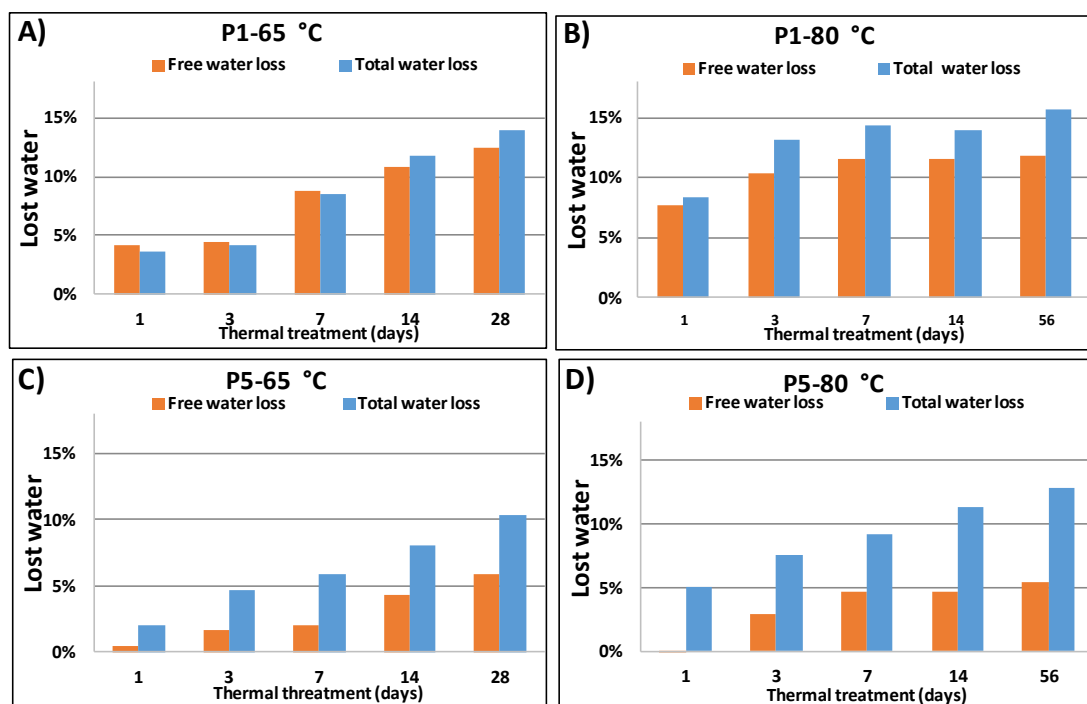 A)
P1-65 °C
Free water loss Total water loss
Lost water
15%
10%
5%
0%
1 3 7 14 28
Thermal treatment (days)
B)
P1-80 °C
Free water loss Total water loss
Lost water
15%
10%
5%
0%
1 3 7 14 56
Thermal treatment (days)
C)
P5-65 °C
Free water loss Total water loss
Lost water
15%
10%
5%
0%
1 3 7 14 28
Thermal threatment (days)
D)
P5-80 °C
Free water loss Total water loss
Lost water
15%
10%
5%
0%
1 3 7 14 56
Thermal treatment (days)